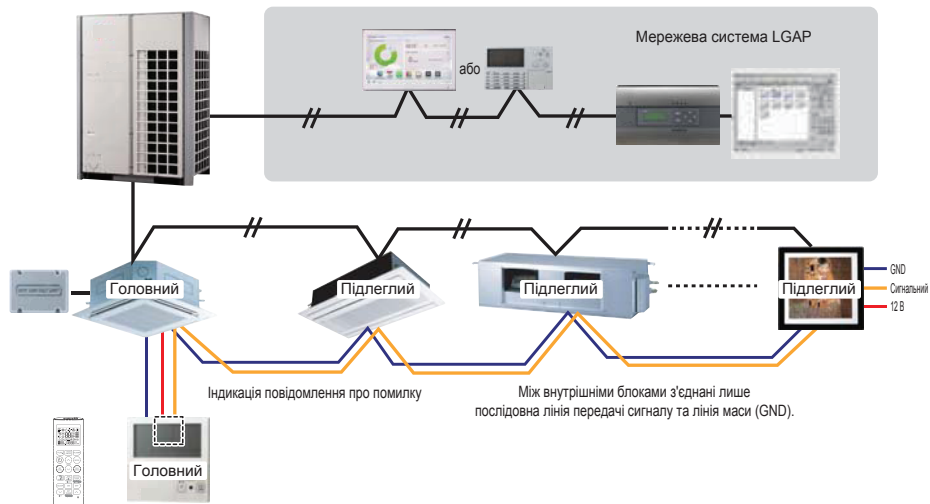 Мережева система LGAP
або
Головний
Підлеглий
Підлеглий
Підлеглий
GND
Сигнальний
12 В
Індикація повідомлення про помилку
Між внутрішніми блоками з'єднані лише
послідовна лінія передачі сигналу та лінія маси (GND).
Головний